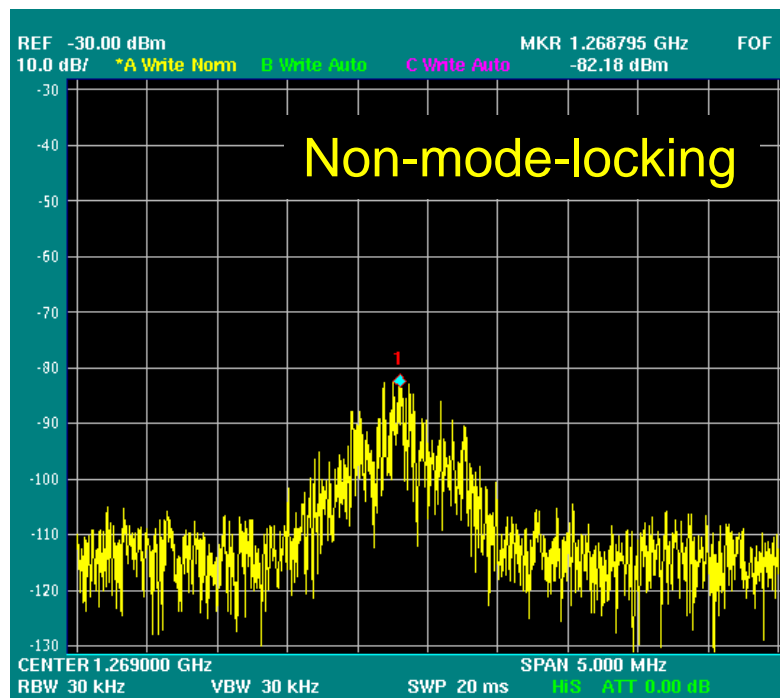 REF -30.00 dBm MKR 1.268795 GHz FOF
10.0 dB/ *A Write Norm B Write Auto C Write Auto -82.18 dBm
-30
Non-mode-locking
-40
-50
-60
-70
1
-80
-90
-100
-110
-120
-130
CENTER 1.269000 GHz SPAN 5.000 MHz
RBW 30 kHz VBW 30 kHz SWP 20 ms HiS ATT 0.00 dB